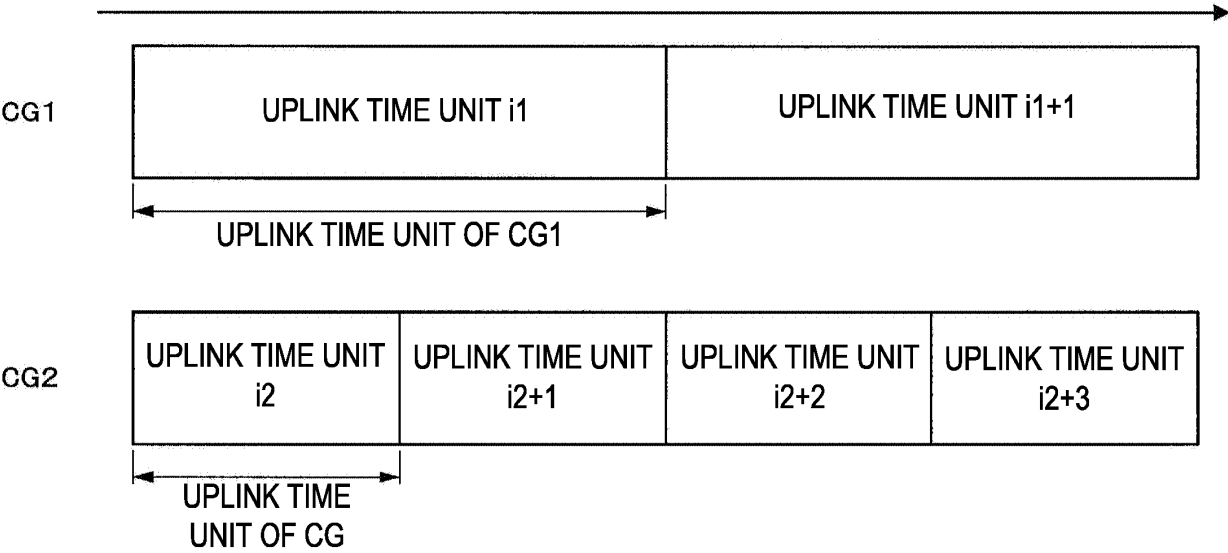 CG1
UPLINK TIME UNIT i1
UPLINK TIME UNIT i1+1
UPLINK TIME UNIT OF CG1
CG2
UPLINK TIME UNIT
i2
UPLINK TIME UNIT
i2+1
UPLINK TIME UNIT
i2+2
UPLINK TIME UNIT
i2+3
UPLINK TIME
UNIT OF CG